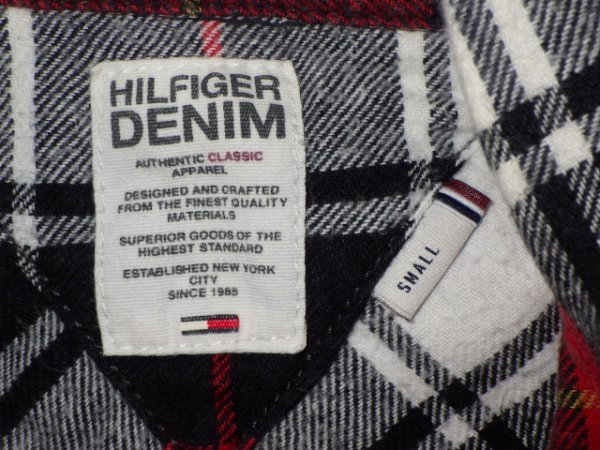 HILFIGER
DENIM
AUTHENTIC CLASSIC
APPAREL
DESIGNED AND CRAFTED
FROM THE FINEST QUALITY
MATERIALS
SUPERIOR GOODS OF THE
HIGHEST STANDARD
ESTABLISHED NEW YORK
CITY
SINCE 1985
SMALL